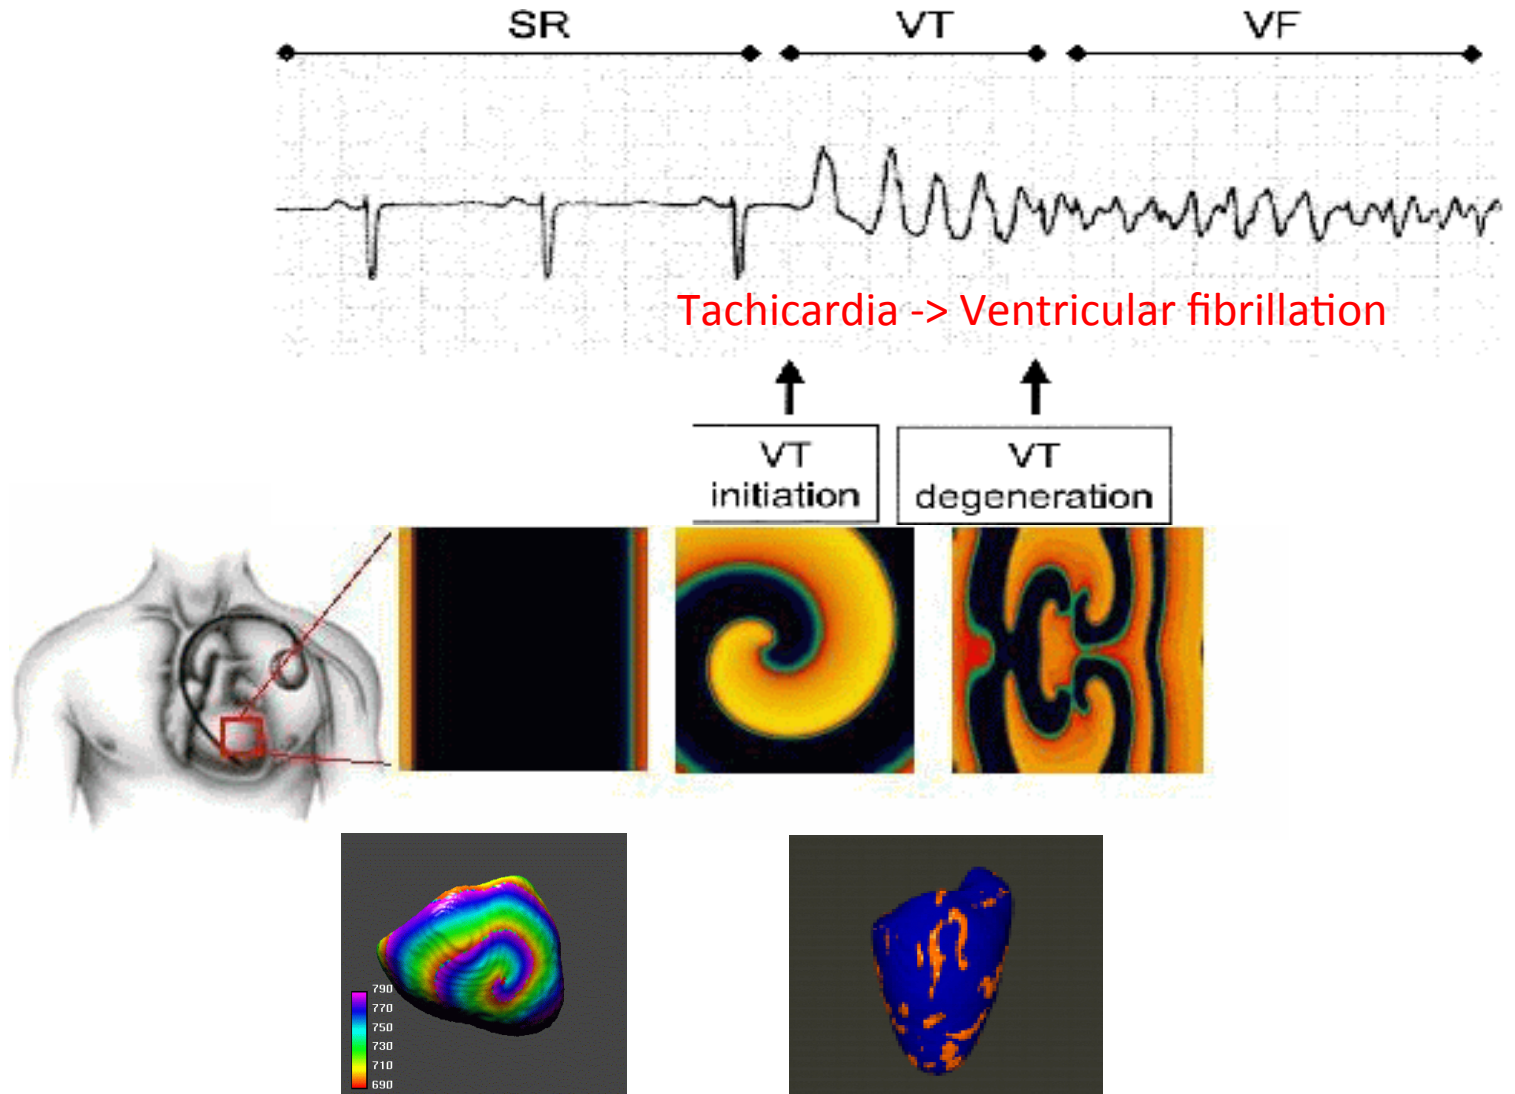 SR VT VF
Tachicardia -> Ventricular fibrillation
VT
initiation
VT
degeneration
790
770
750
730
710
690